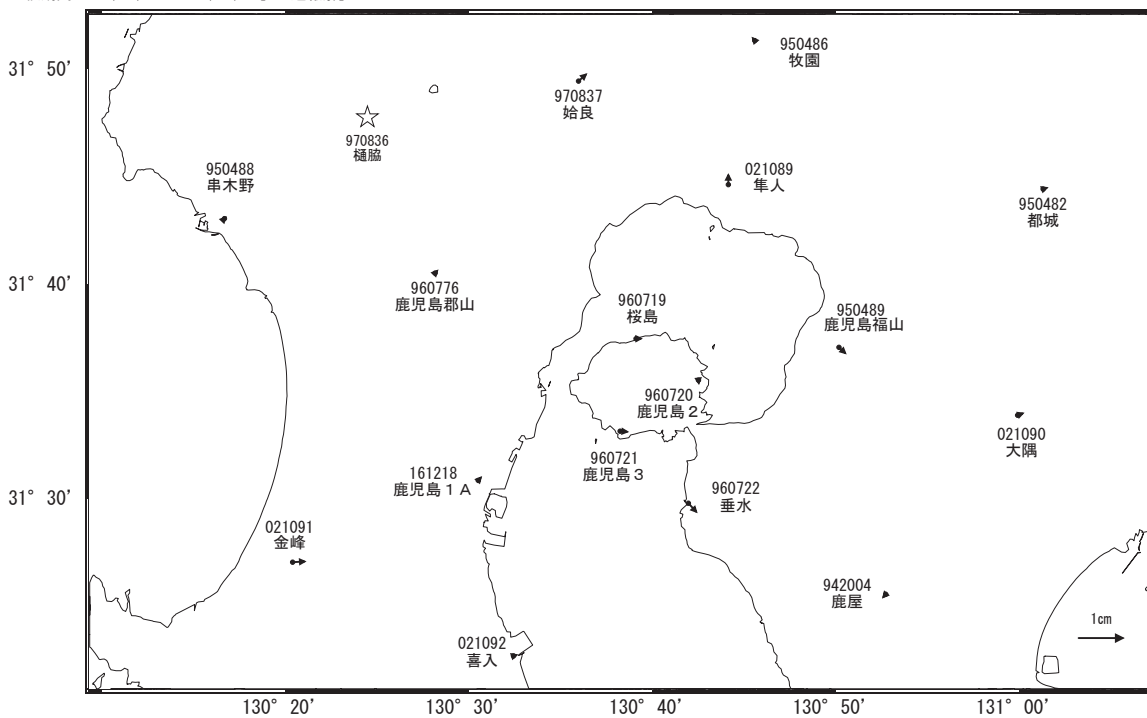 31° 50'
31° 40'
31° 30'
950486
牧園
970837
姶良
970836
樋脇
950488
串木野
021089
隼人
950482
都城
960776
鹿児島郡山
960719
桜島
950489
鹿児島福山
960720
鹿児島2
021090
大隅
960721
鹿児島3
161218
鹿児島1A
960722
垂水
021091
金峰
942004
鹿屋
021092
喜入
1cm
130° 20'
130° 30'
130° 40'
130° 50'
131° 00'